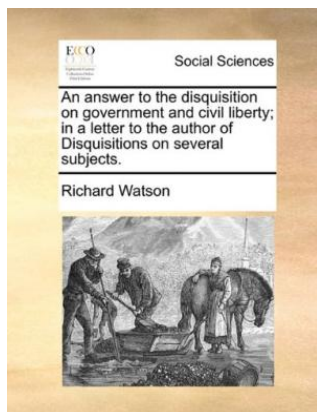 ECCO
Social Sciences
An answer to the disquisition
on government and civil liberty;
in a letter to the author of
Disquisitions on several
subjects.
Richard Watson